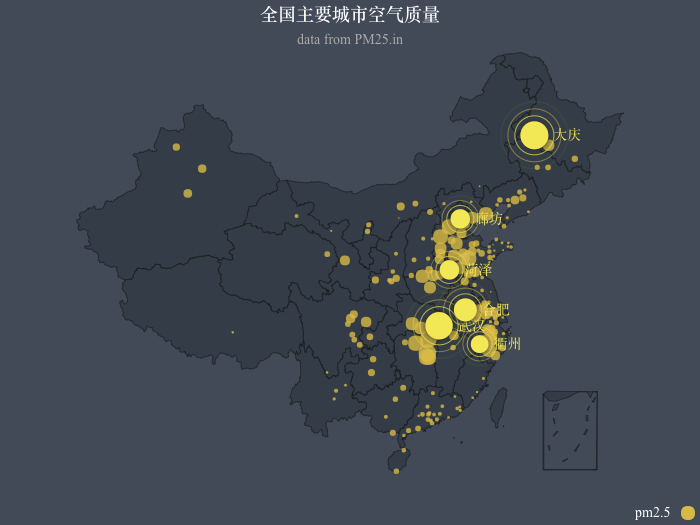 全国主要城市空气质量
data from PM25.in
大庆
廊坊
菏泽
合肥
武汉
衢州
pm2.5